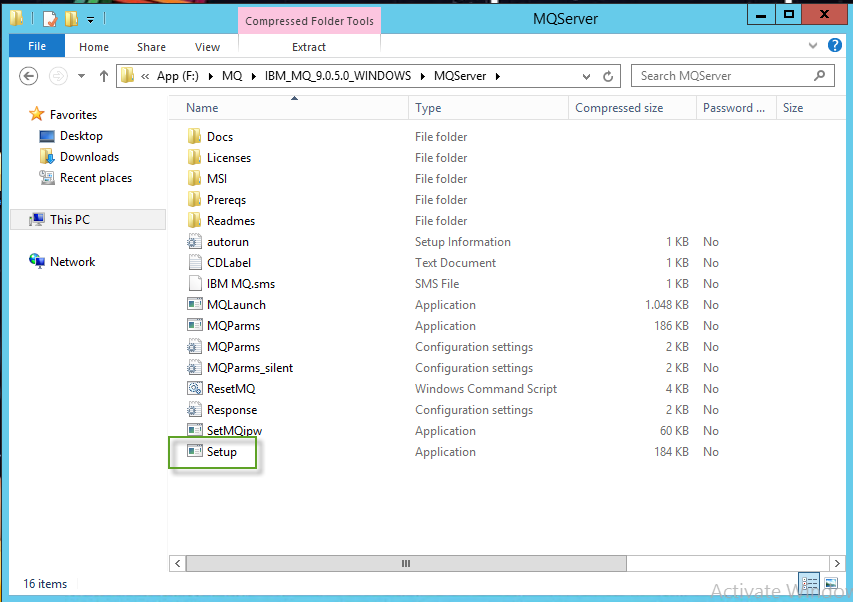 Compressed Folder Tools
MQServer
File Home Share View Extract
« App (F:) MQ IBM_MQ_9.0.5.0_WINDOWS MQServer
Search MQServer
Favorites
Desktop
Downloads
Recent places
This PC
Network
Name Type Compressed size Password ... Size
Docs File folder
Licenses File folder
MSI File folder
Prereqs File folder
Readmes File folder
autorun Setup Information 1 KB No
CDLabel Text Document 1 KB No
IBM MQ.sms SMS File 1 KB No
MQLaunch Application 1.048 KB No
MQParms Application 186 KB No
MQParms Configuration settings 2 KB No
MQParms_silent Configuration settings 2 KB No
ResetMQ Windows Command Script 4 KB No
Response Configuration settings 2 KB No
SetMQipw Application 60 KB No
Setup Application 184 KB No
16 items
Activate